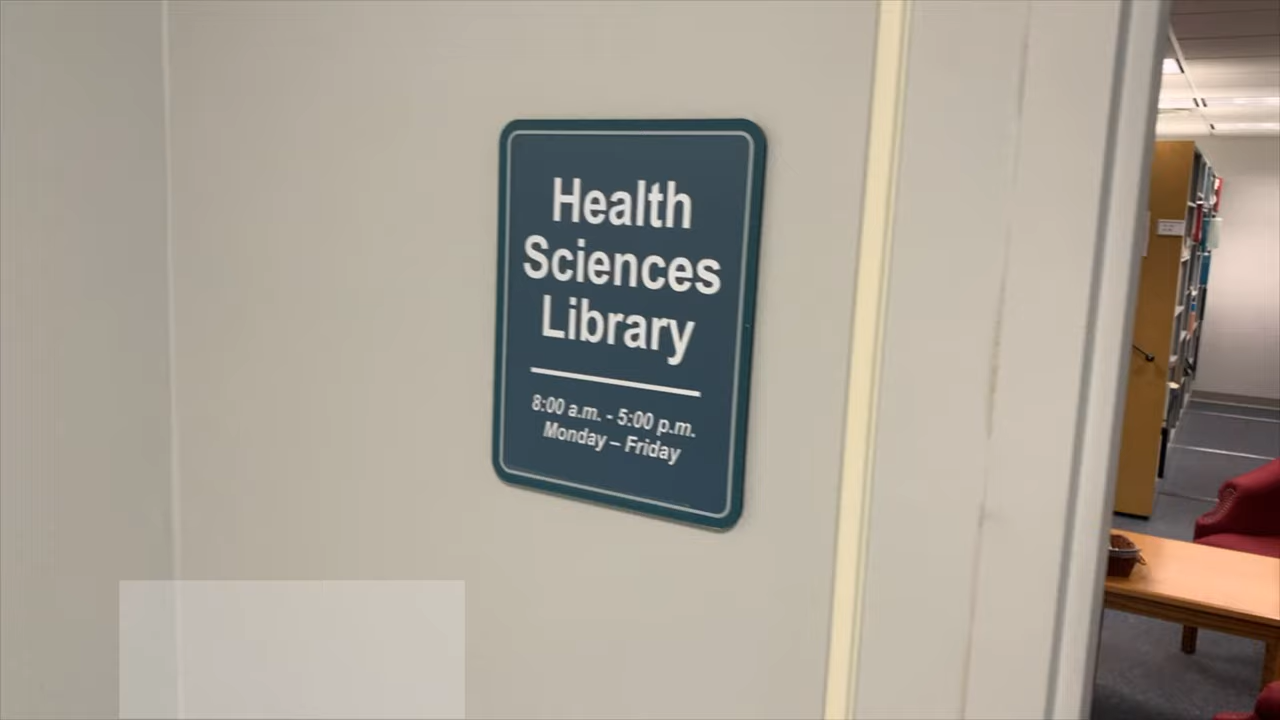 Health
Sciences
Library
8:00 a.m. - 5:00 p.m.
Monday – Friday